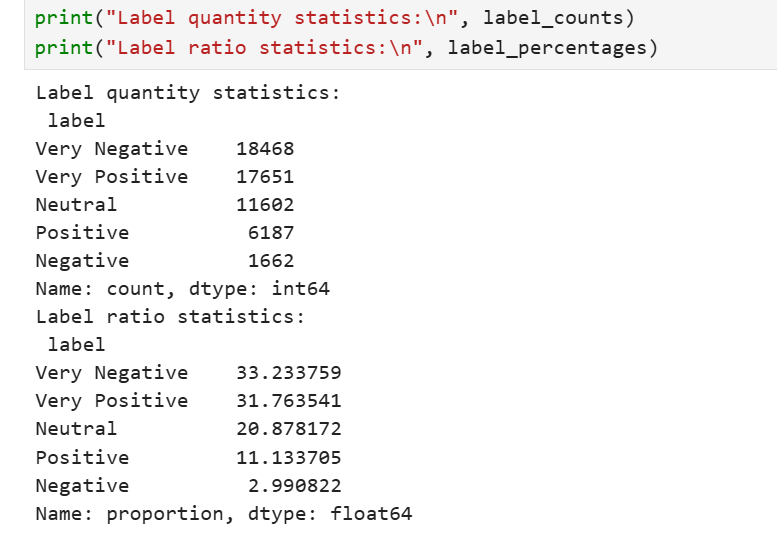 print("Label quantity statistics:\n", label_counts)
print("Label ratio statistics:\n", label_percentages)
Label quantity statistics:
 label
Very Negative    18468
Very Positive    17651
Neutral          11602
Positive          6187
Negative          1662
Name: count, dtype: int64
Label ratio statistics:
 label
Very Negative    33.233759
Very Positive    31.763541
Neutral          20.878172
Positive         11.133705
Negative          2.990822
Name: proportion, dtype: float64